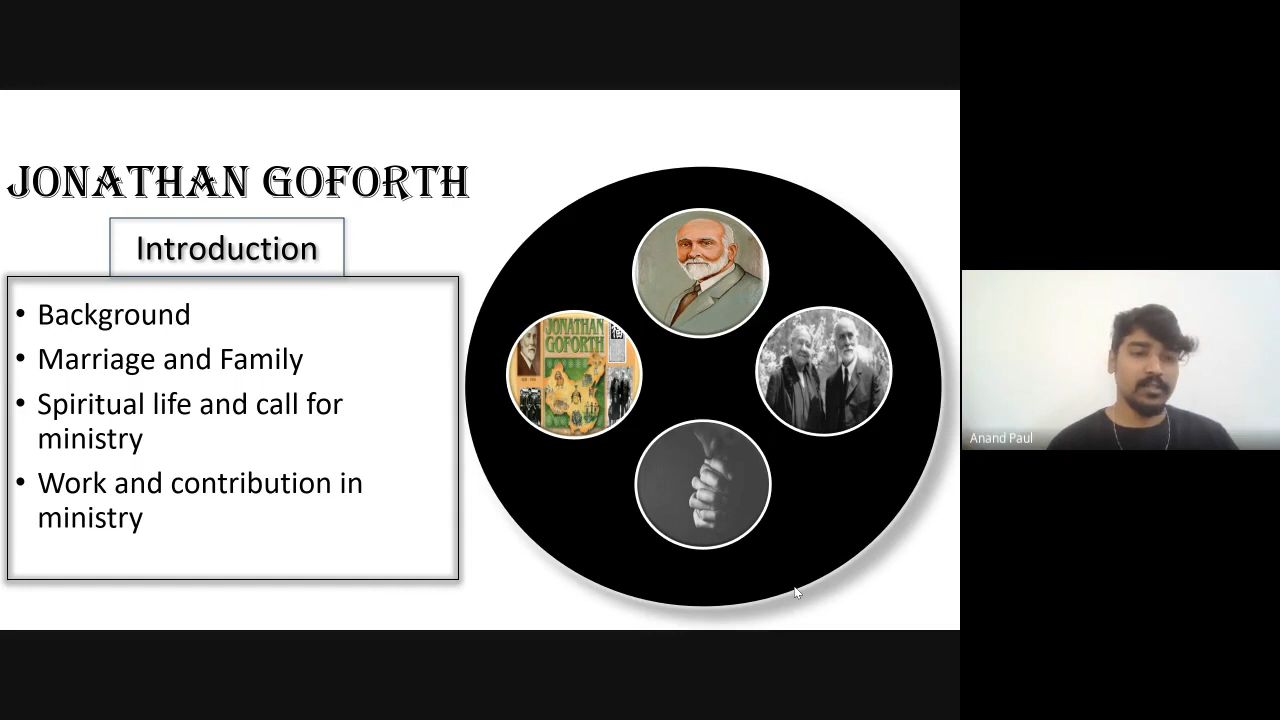 JONATHAN GOFORTH
Introduction
• Background
• Marriage and Family
• Spiritual life and call for
ministry
• Work and contribution in
ministry
JONATHAN
GOFORTH
Anand Paul